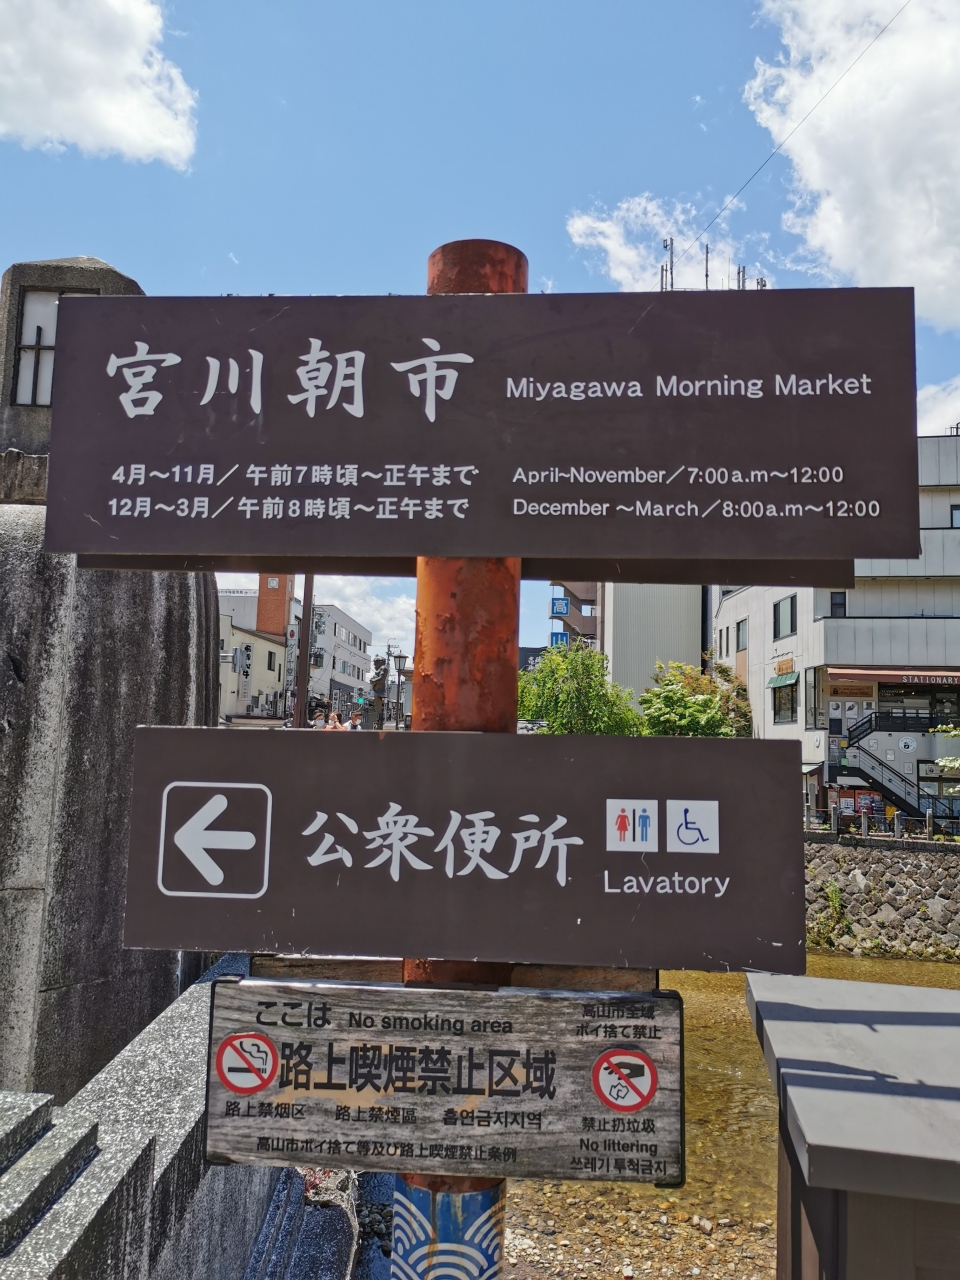 宮川朝市
Miyagawa Morning Market
4月～11月／午前7時頃～正午まで
April~November／7:00a.m～12:00
12月～3月／午前8時頃～正午まで
December ～March／8:00a.m～12:00
高
山
STATIONARY
公衆便所
Lavatory
ここは No smoking area
路上喫煙禁止区域
路上禁烟区 路上禁煙區 흡연금지지역
高山市ポイ捨て等及び路上喫煙禁止条例
高山市全域
ポイ捨て禁止
禁止扔垃圾
No littering
쓰레기 투척금지